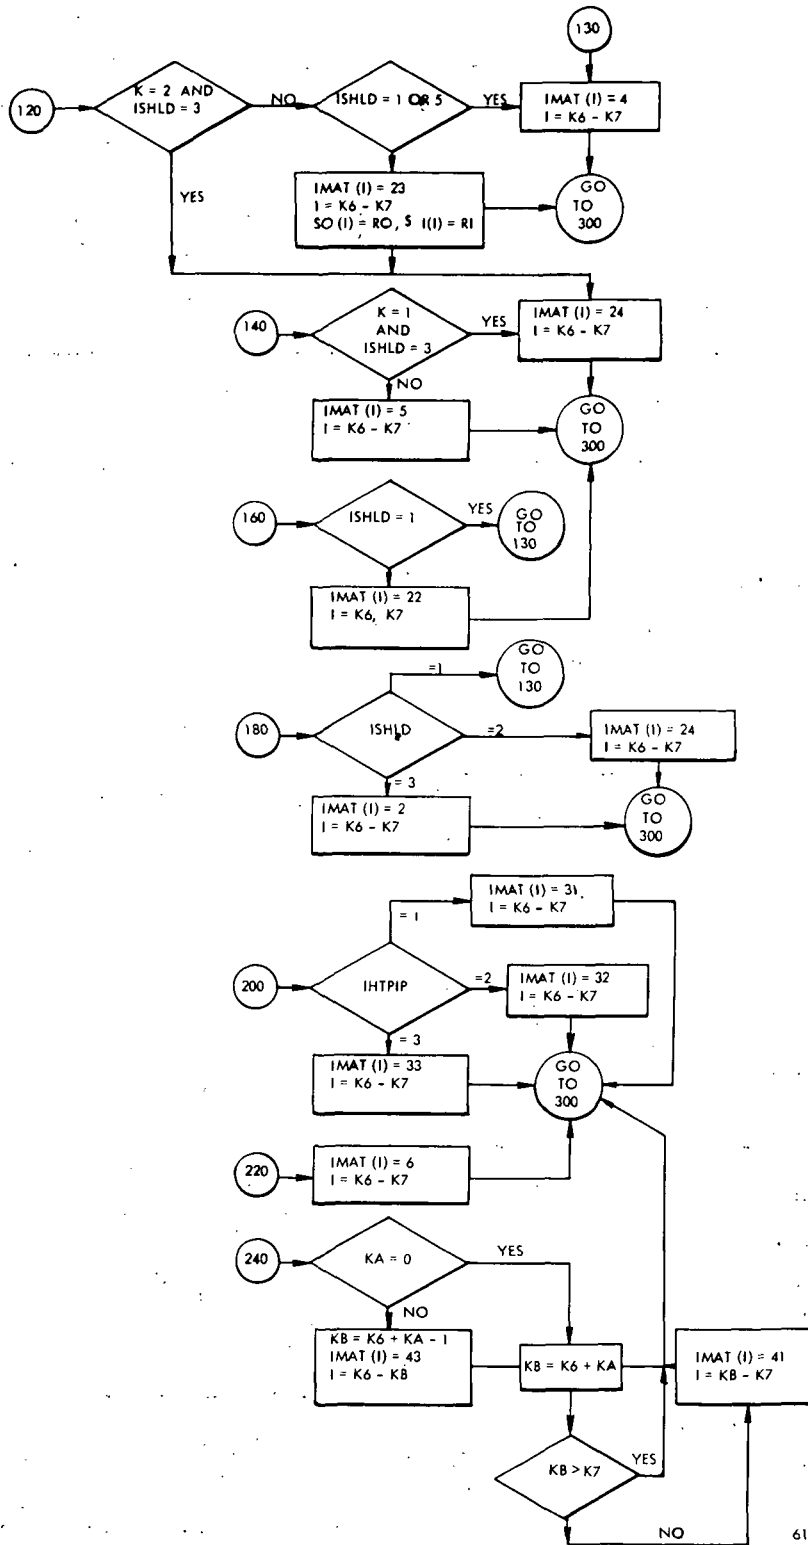 130
120
K = 2 AND
ISHLD = 3
NO
ISHLD = 1 OR 5
YES
IMAT (I) = 4
I = K6 - K7
YES
IMAT (I) = 23
I = K6 - K7
SO (I) = RO, S I(I) = RI
GO
TO
300
140
K = 1
AND
ISHLD = 3
YES
IMAT (I) = 24
I = K6 - K7
NO
IMAT (I) = 5
I = K6 - K7
GO
TO
300
160
ISHLD = 1
YES
GO
TO
130
IMAT (I) = 22
I = K6, K7
=1
GO
TO
130
180
ISHLD
=2
IMAT (I) = 24
I = K6 - K7
= 3
IMAT (I) = 2
I = K6 - K7
GO
TO
300
= 1
IMAT (I) = 31
I = K6 - K7
200
IHTPIP
=2
IMAT (I) = 32
I = K6 - K7
= 3
IMAT (I) = 33
I = K6 - K7
GO
TO
300
220
IMAT (I) = 6
I = K6 - K7
240
KA = 0
YES
NO
KB = K6 + KA - 1
IMAT (I) = 43
I = K6 - KB
KB = K6 + KA
IMAT (I) = 41
I = KB - K7
KB > K7
YES
NO
61